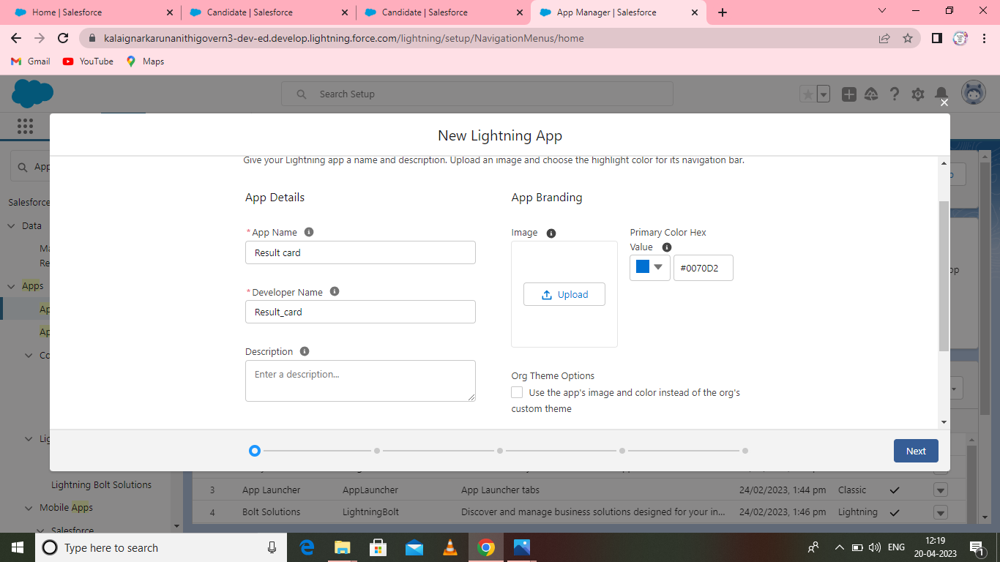 Home | Salesforce
Candidate | Salesforce
Candidate | Salesforce
App Manager | Salesforce
kalaignarkarunanithigovern3-dev-ed.develop.lightning.force.com/lightning/setup/NavigationMenus/home
Gmail
YouTube
Maps
Search Setup
New Lightning App
Give your Lightning app a name and description. Upload an image and choose the highlight color for its navigation bar.
App
Salesforce
Data
Ma
Re
Apps
Ap
Ap
Co
Lig
Lightning Bolt Solutions
Mobile Apps
Salesforce
App Details
*App Name
Result card
*Developer Name
Result_card
Description
Enter a description...
App Branding
Image
Upload
Primary Color Hex
Value
#0070D2
Org Theme Options
Use the app's image and color instead of the org's
custom theme
op
Next
3 App Launcher AppLauncher App Launcher tabs 24/02/2023, 1:44 pm Classic
4 Bolt Solutions LightningBolt Discover and manage business solutions designed for your in... 24/02/2023, 1:46 pm Lightning
Type here to search
ENG
12:19
20-04-2023
1